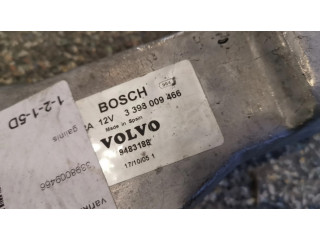 BOSCH
A 12V 3 398 009 466
Made in Spain
VOLVO
9483188
17/10/05 1
1-2-1-5D
galinis
3398009466